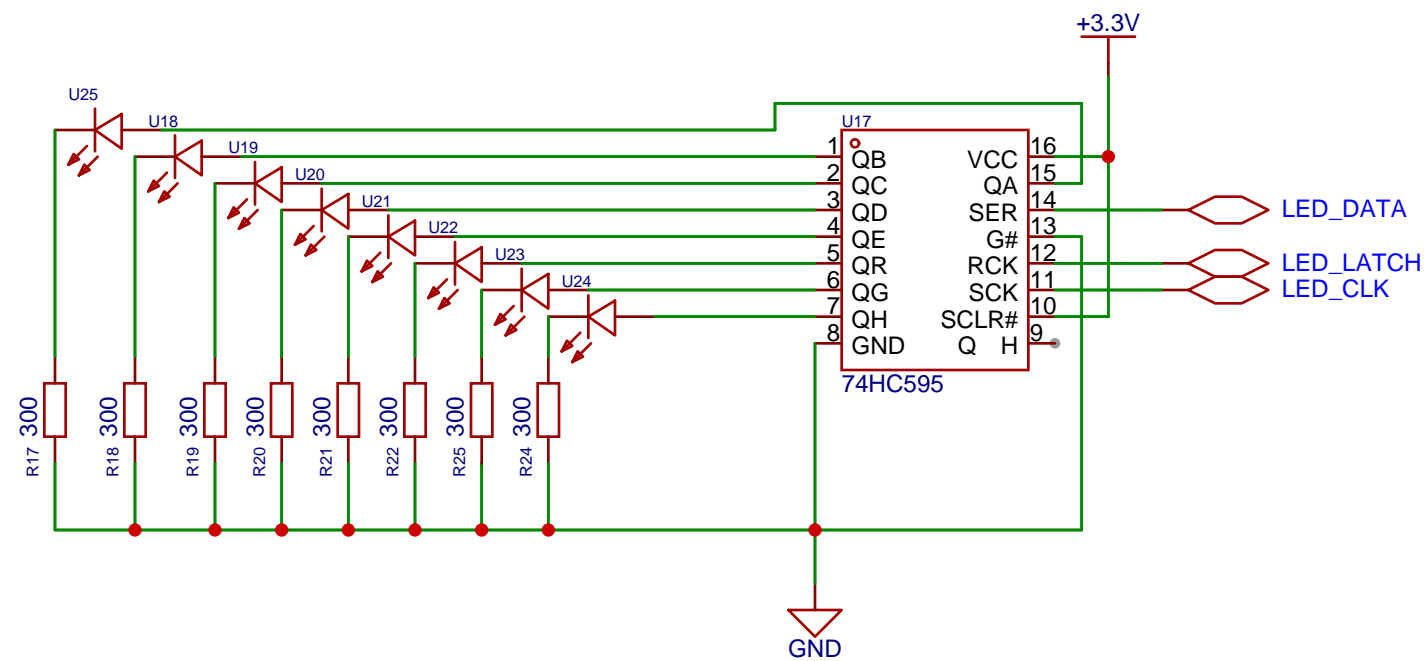 +3.3V
U25
U18
U19
U20
U21
U22
U23
U24
U17
1 QB VCC 16
2 QC QA 15
3 QD SER 14 LED_DATA
4 QE G# 13
5 QR RCK 12 LED_LATCH
6 QG SCK 11 LED_CLK
7 QH SCLR# 10
8 GND Q H 9
74HC595
300 300 300 300 300 300 300 300
R17 R18 R19 R20 R21 R22 R25 R24
GND